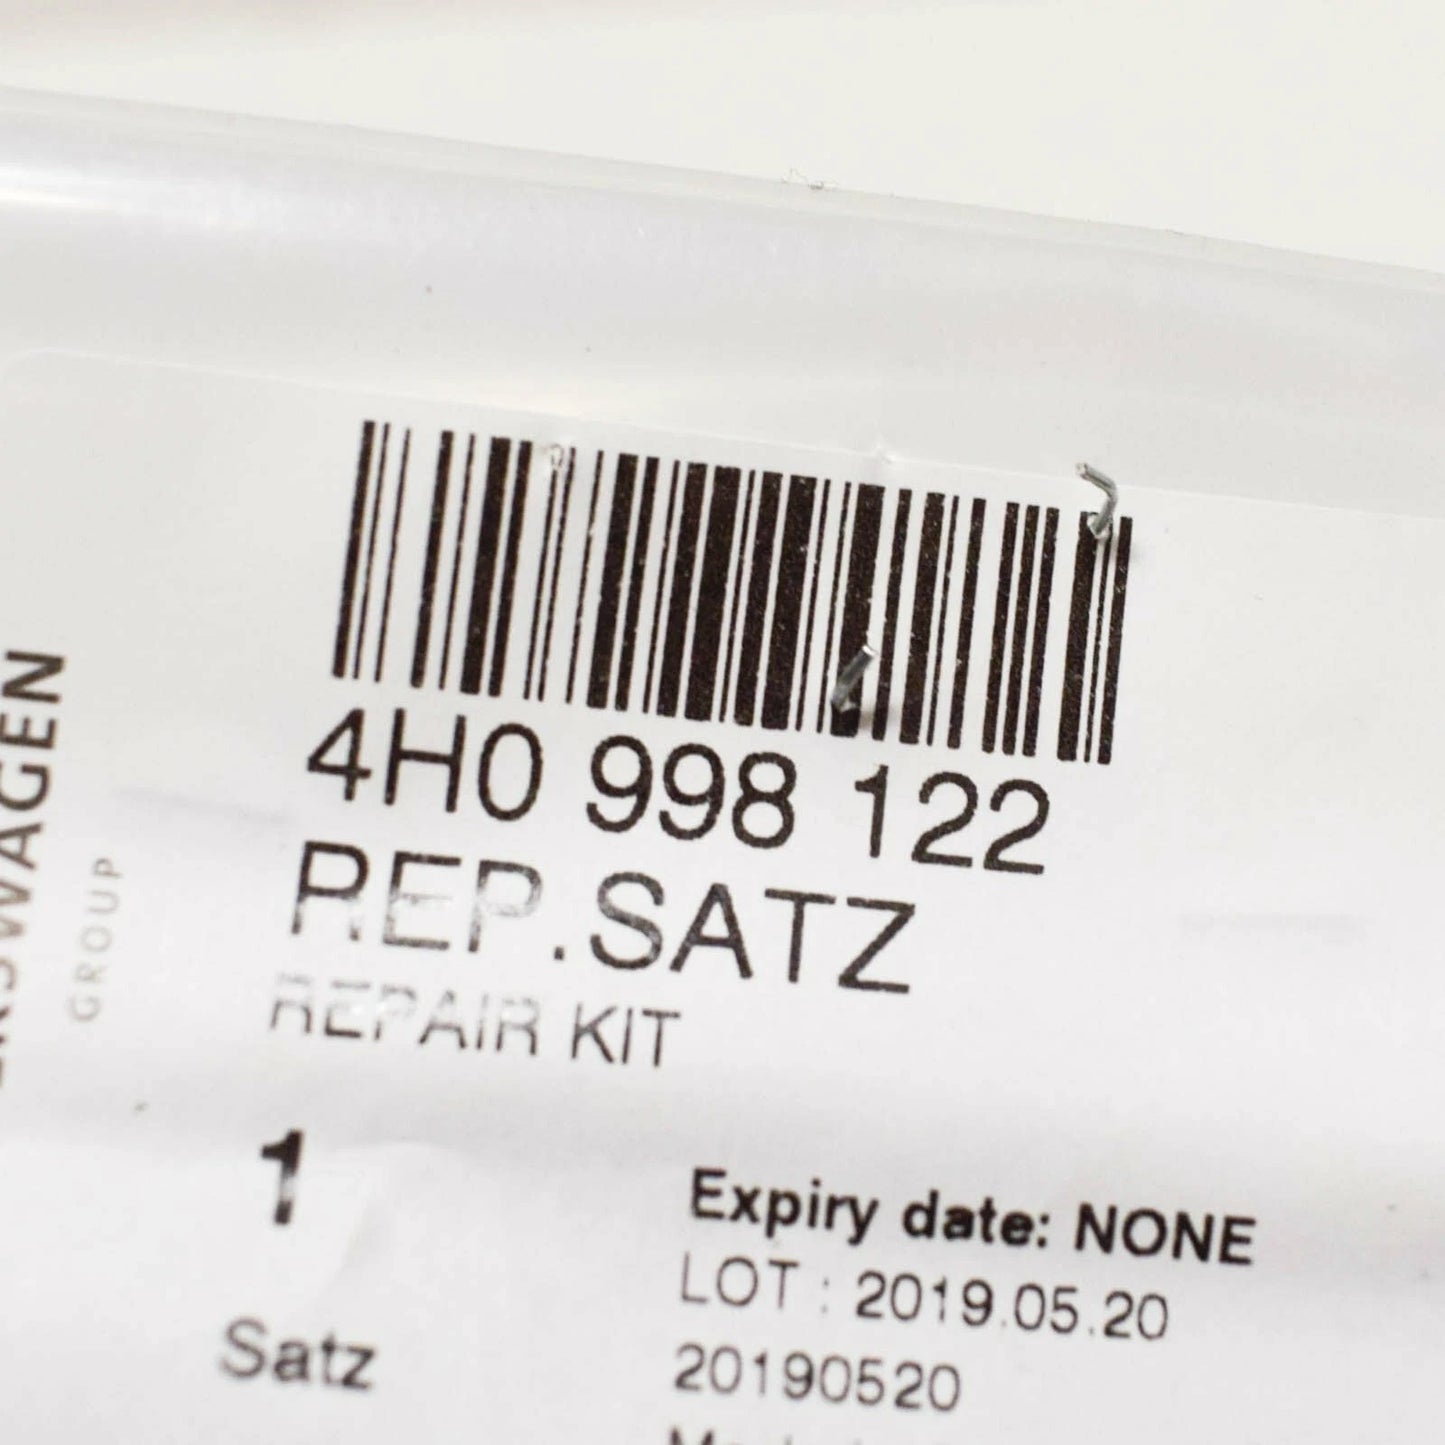 4H0 998 122
REP.SATZ
REPAIR KIT
1
Satz
Expiry date: NONE
LOT : 2019.05.20
20190520
GROUP